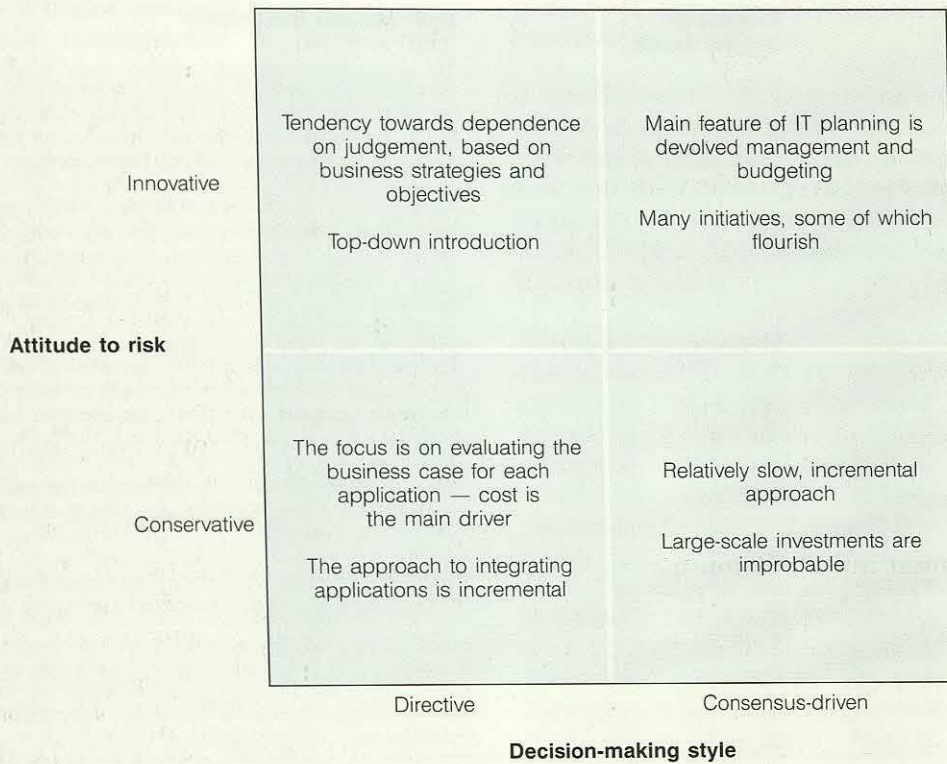 Tendency towards dependence
on judgement, based on
business strategies and
objectives
Top-down introduction
Main feature of IT planning is
devolved management and
budgeting
Many initiatives, some of which
flourish
Innovative
Attitude to risk
The focus is on evaluating the
business case for each
application — cost is
the main driver
The approach to integrating
applications is incremental
Relatively slow, incremental
approach
Large-scale investments are
improbable
Conservative
Directive
Consensus-driven
Decision-making style